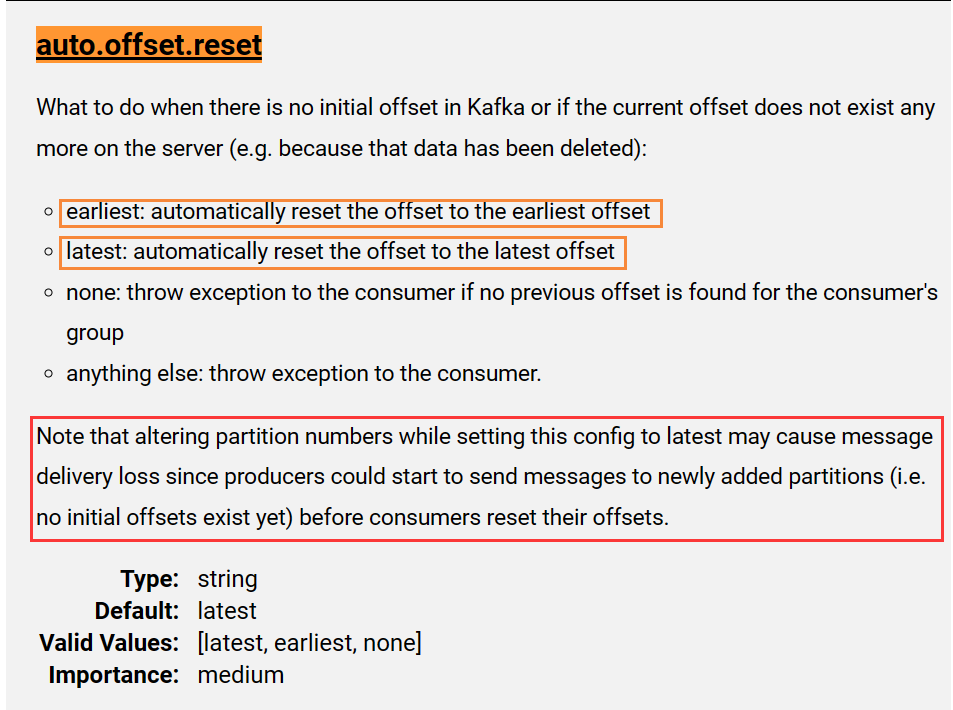 auto.offset.reset
What to do when there is no initial offset in Kafka or if the current offset does not exist any
more on the server (e.g. because that data has been deleted):
earliest: automatically reset the offset to the earliest offset
latest: automatically reset the offset to the latest offset
none: throw exception to the consumer if no previous offset is found for the consumer's
group
anything else: throw exception to the consumer.
Note that altering partition numbers while setting this config to latest may cause message
delivery loss since producers could start to send messages to newly added partitions (i.e.
no initial offsets exist yet) before consumers reset their offsets.
Type: string
Default: latest
Valid Values: [latest, earliest, none]
Importance: medium